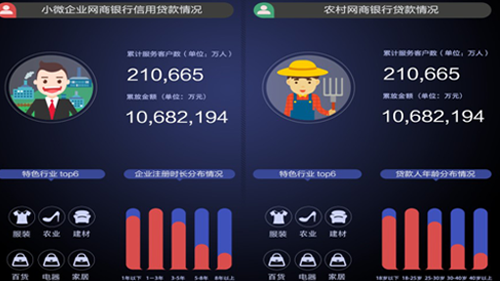 小微企业网商银行信用贷款情况
累计服务客户数（单位：万人）
210,665
累放金额（单位：万元）
10,682,194
特色行业 top6
企业注册时长分布情况
服装 农业 建材
百货 电器 家居
1年以下 1－3年 3-5年 5-8年 8年以上
农村网商银行贷款情况
累计服务客户数（单位，万人）
210,665
累放金额（单位：万元）
10,682,194
特色行业 top6
贷款人年龄分布情况
服装 农业 建材
百货 电器 家居
18岁以下 18-25岁 25-30岁 30-40岁 40岁以上